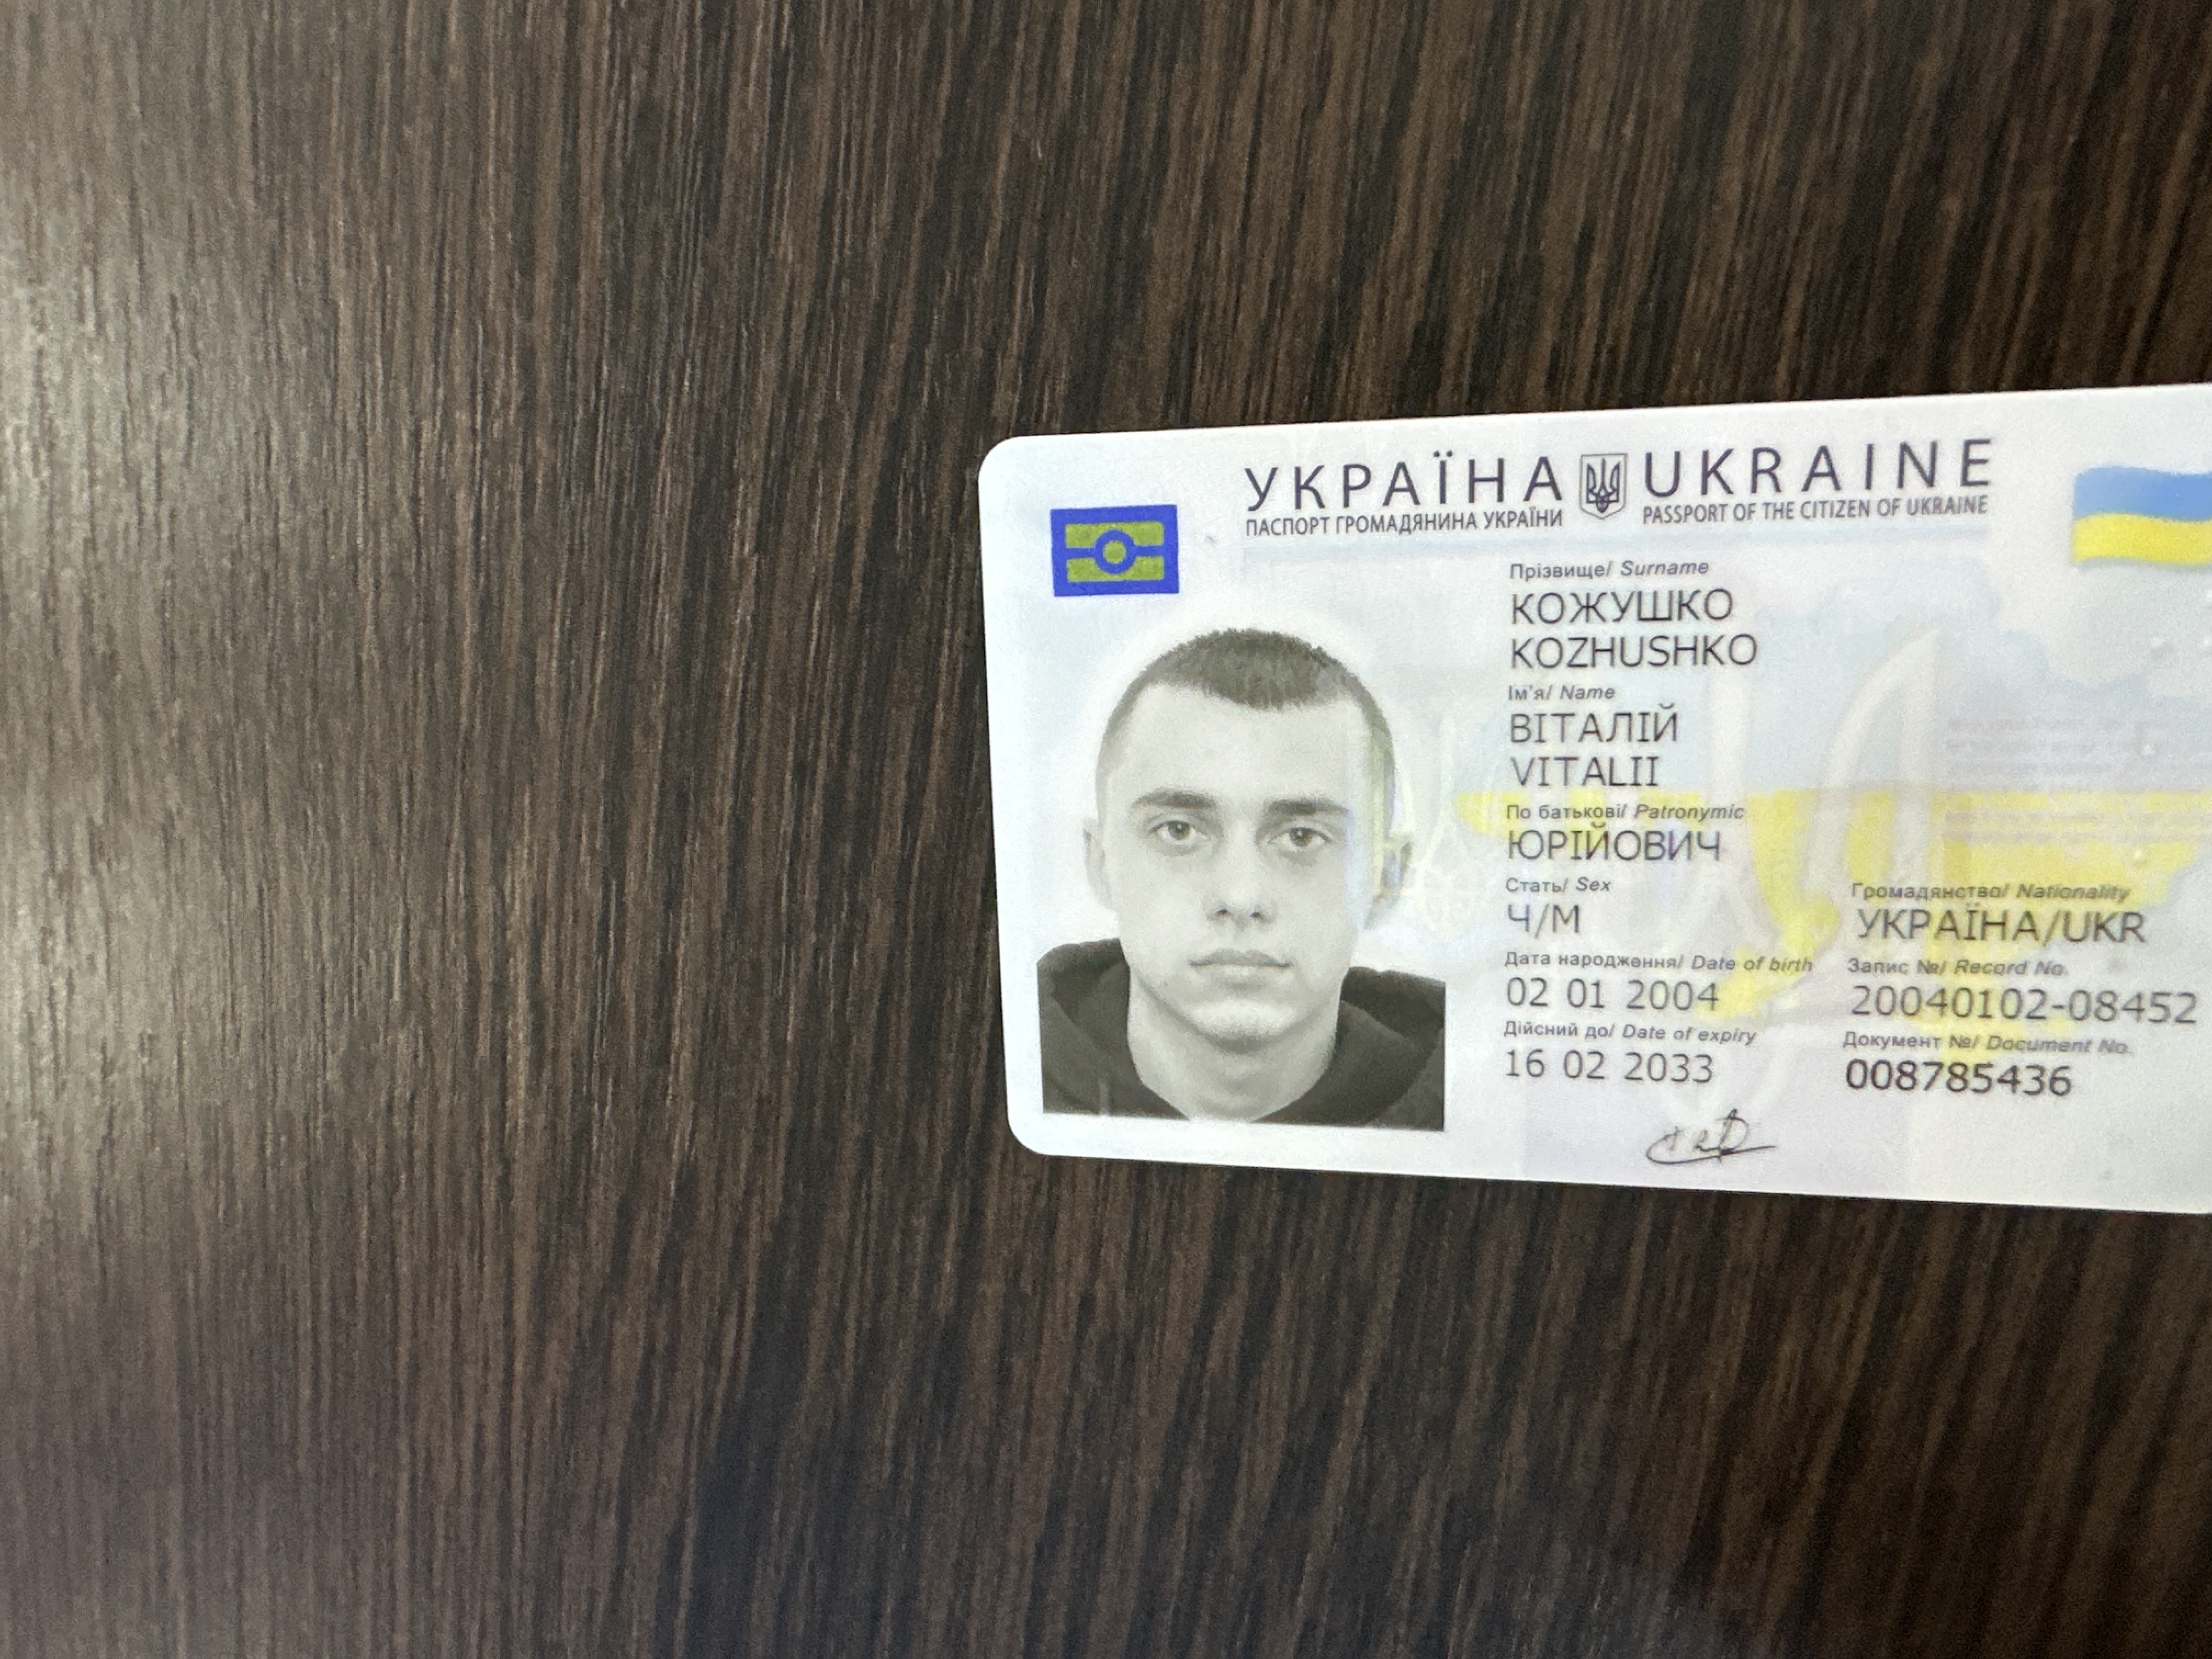 УКРАЇНА UKRAINE
ПАСПОРТ ГРОМАДЯНИНА УКРАЇНИ PASSPORT OF THE CITIZEN OF UKRAINE
Прізвище/ Surname
КОЖУШКО
KOZHUSHKO
Ім'я/ Name
ВІТАЛІЙ
VITALII
По батькові/ Patronymic
ЮРІЙОВИЧ
Стать/ Sex Громадянство/ Nationality
Ч/M УКРАЇНА/UKR
Дата народження/ Date of birth Запис №/ Record No.
02 01 2004 20040102-08452
Дійсний до/ Date of expiry Документ №/ Document No.
16 02 2033 008785436